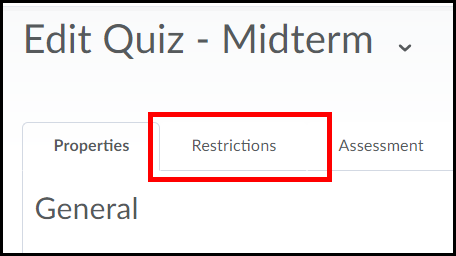 Edit Quiz - Midterm
Properties Restrictions Assessment
General